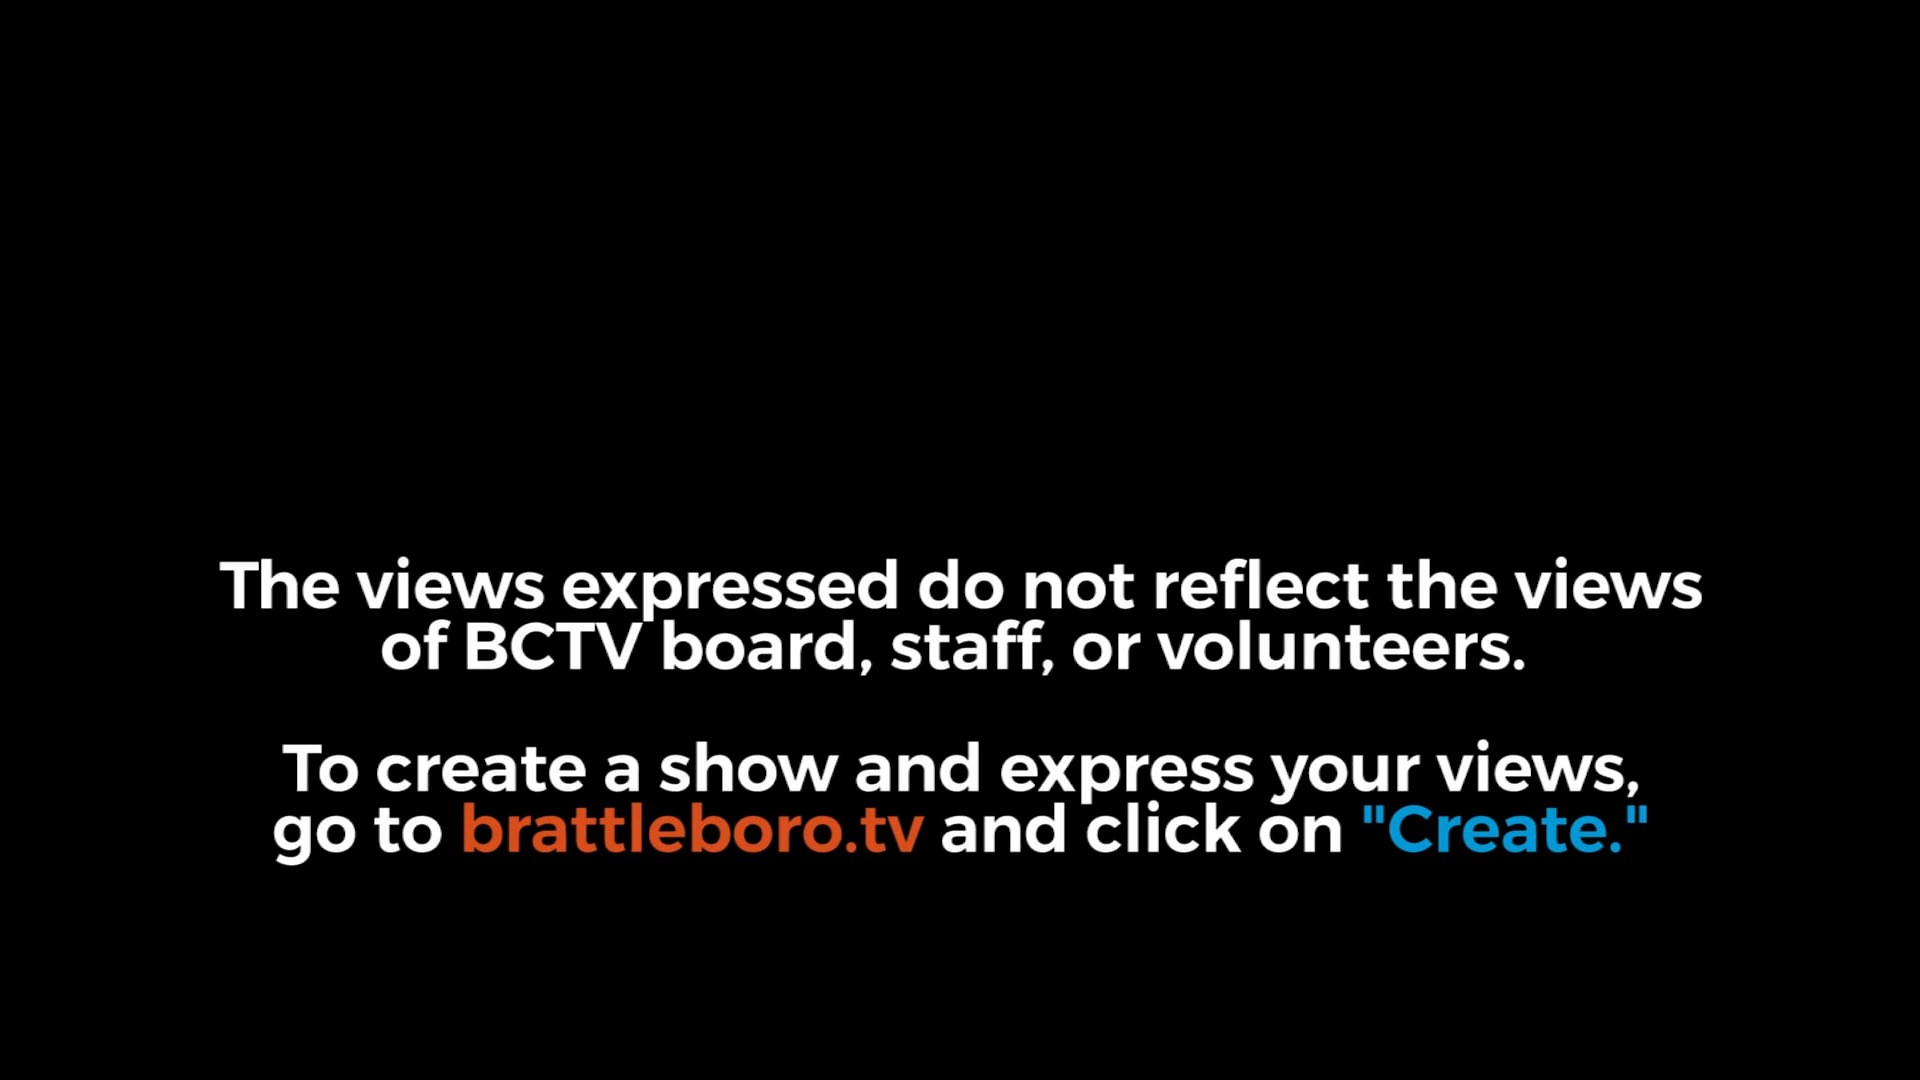 The views expressed do not reflect the views
of BCTV board, staff, or volunteers.
To create a show and express your views,
go to brattleboro.tv and click on "Create."